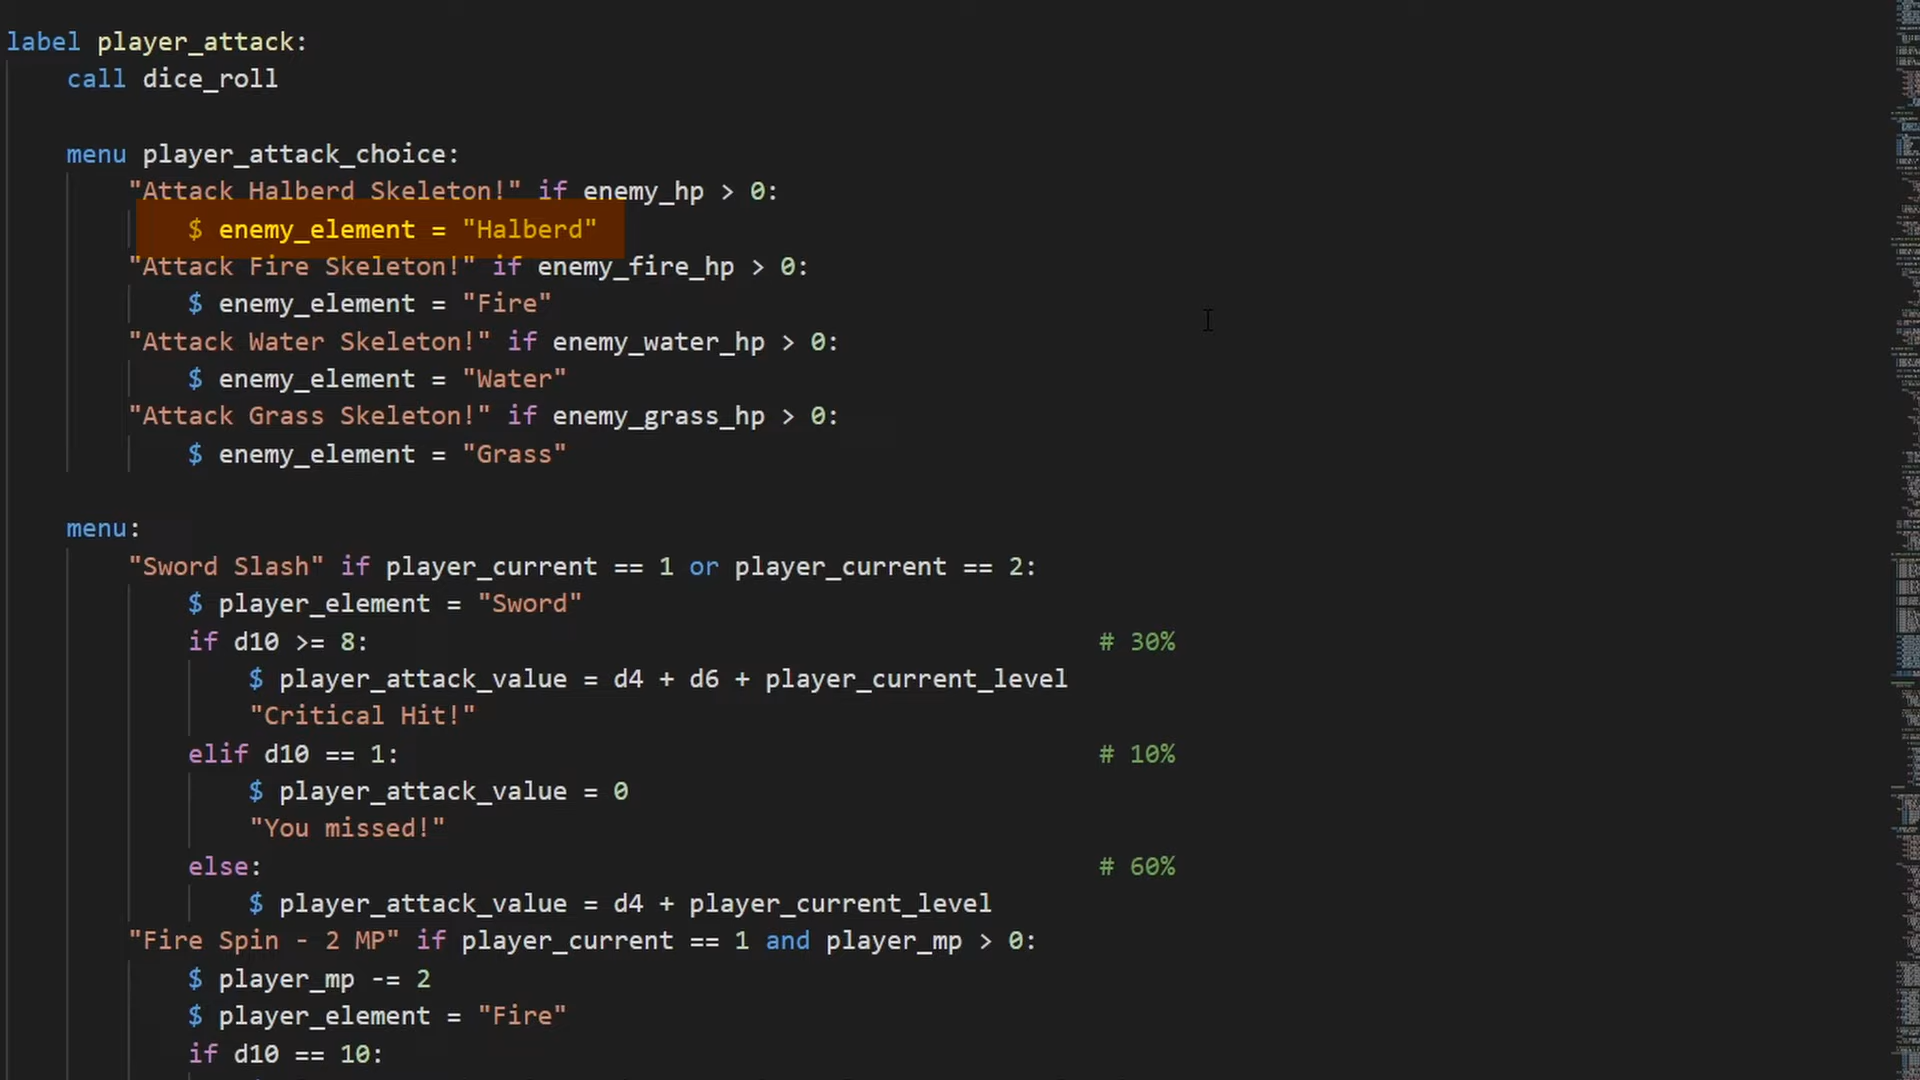 label player_attack:
call dice_roll
menu player_attack_choice:
"Attack Halberd Skeleton!" if enemy_hp > 0:
$ enemy_element = "Halberd"
"Attack Fire Skeleton!" if enemy_fire_hp > 0:
$ enemy_element = "Fire"
"Attack Water Skeleton!" if enemy_water_hp > 0:
$ enemy_element = "Water"
"Attack Grass Skeleton!" if enemy_grass_hp > 0:
$ enemy_element = "Grass"
menu:
"Sword Slash" if player_current == 1 or player_current == 2:
$ player_element = "Sword"
if d10 >= 8: # 30%
$ player_attack_value = d4 + d6 + player_current_level
"Critical Hit!"
elif d10 == 1: # 10%
$ player_attack_value = 0
"You missed!"
else: # 60%
$ player_attack_value = d4 + player_current_level
"Fire Spin - 2 MP" if player_current == 1 and player_mp > 0:
$ player_mp -= 2
$ player_element = "Fire"
if d10 == 10: